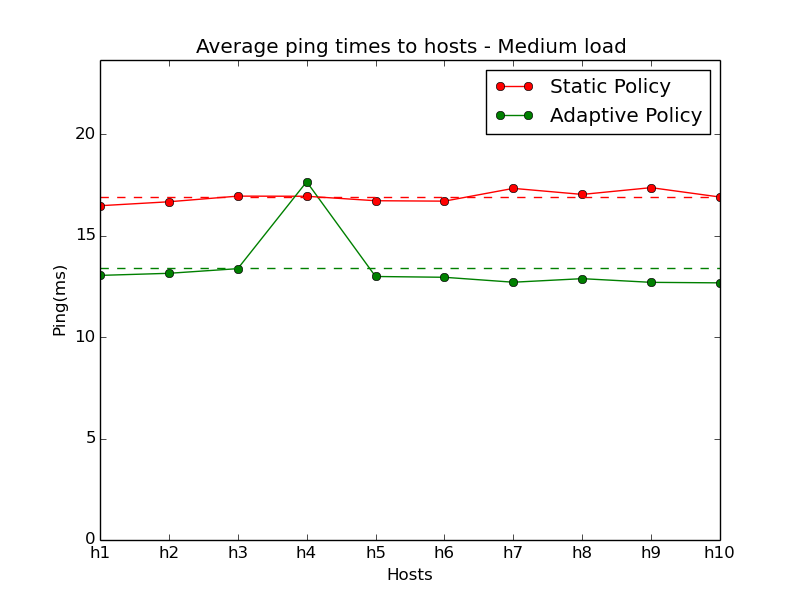 Average ping times to hosts - Medium load
Static Policy
Adaptive Policy
20
15
10
5
0
Ping(ms)
h1 h2 h3 h4 h5 h6 h7 h8 h9 h10
Hosts